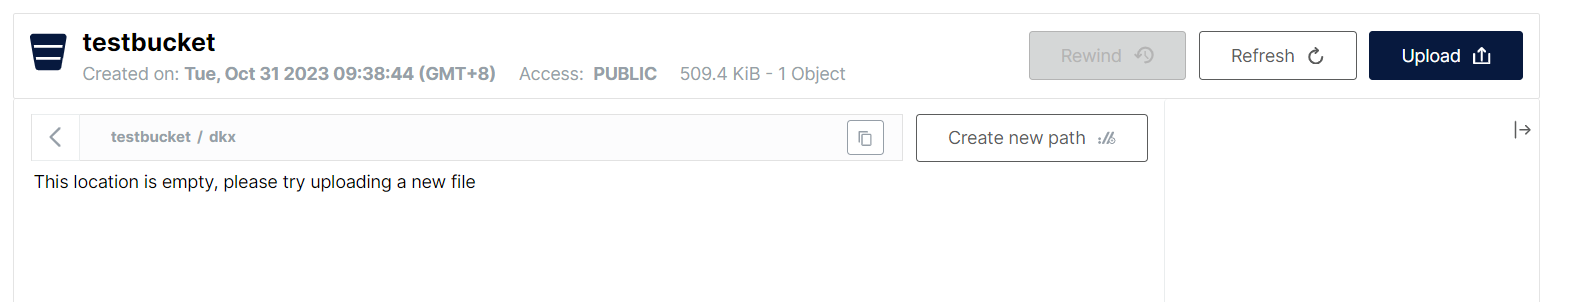 testbucket
Created on: Tue, Oct 31 2023 09:38:44 (GMT+8) Access: PUBLIC 509.4 KiB - 1 Object
Rewind Refresh Upload
testbucket / dkx
Create new path
This location is empty, please try uploading a new file